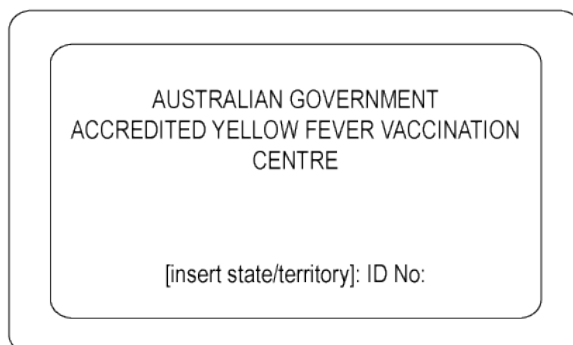 AUSTRALIAN GOVERNMENT
ACCREDITED YELLOW FEVER VACCINATION
CENTRE
[insert state/territory]: ID No: